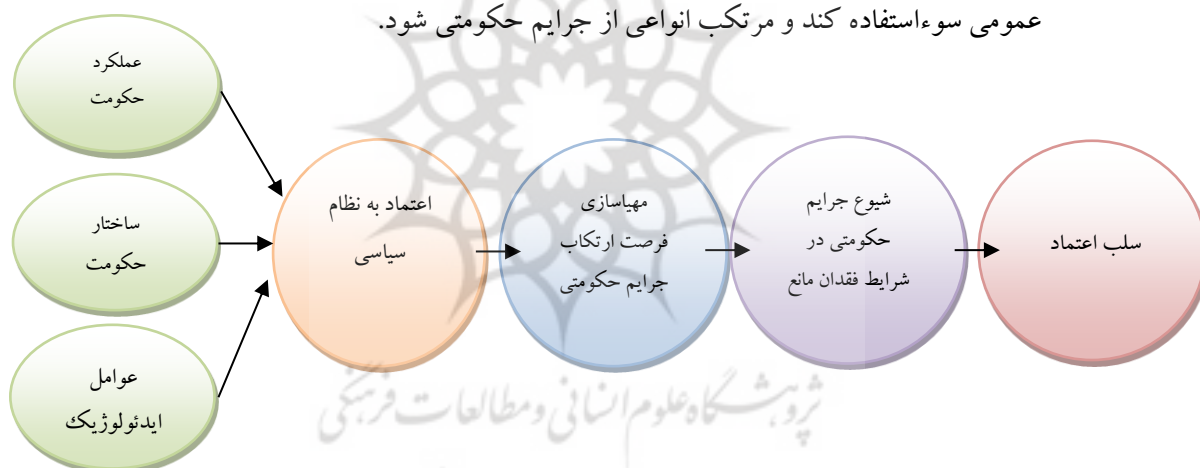 عمومی سوءاستفاده کند و مرتکب انواعی از جرایم حکومتی شود.
عملکرد
حکومت
ساختار
حکومت
عوامل
ایدئولوژیک
اعتماد به نظام
سیاسی
مهیاسازی
فرصت ارتکاب
جرایم حکومتی
شیوع جرایم
حکومتی در
شرایط فقدان مانع
سلب اعتماد
پژوهشگاه علوم انسانی و مطالعات فرهنگی